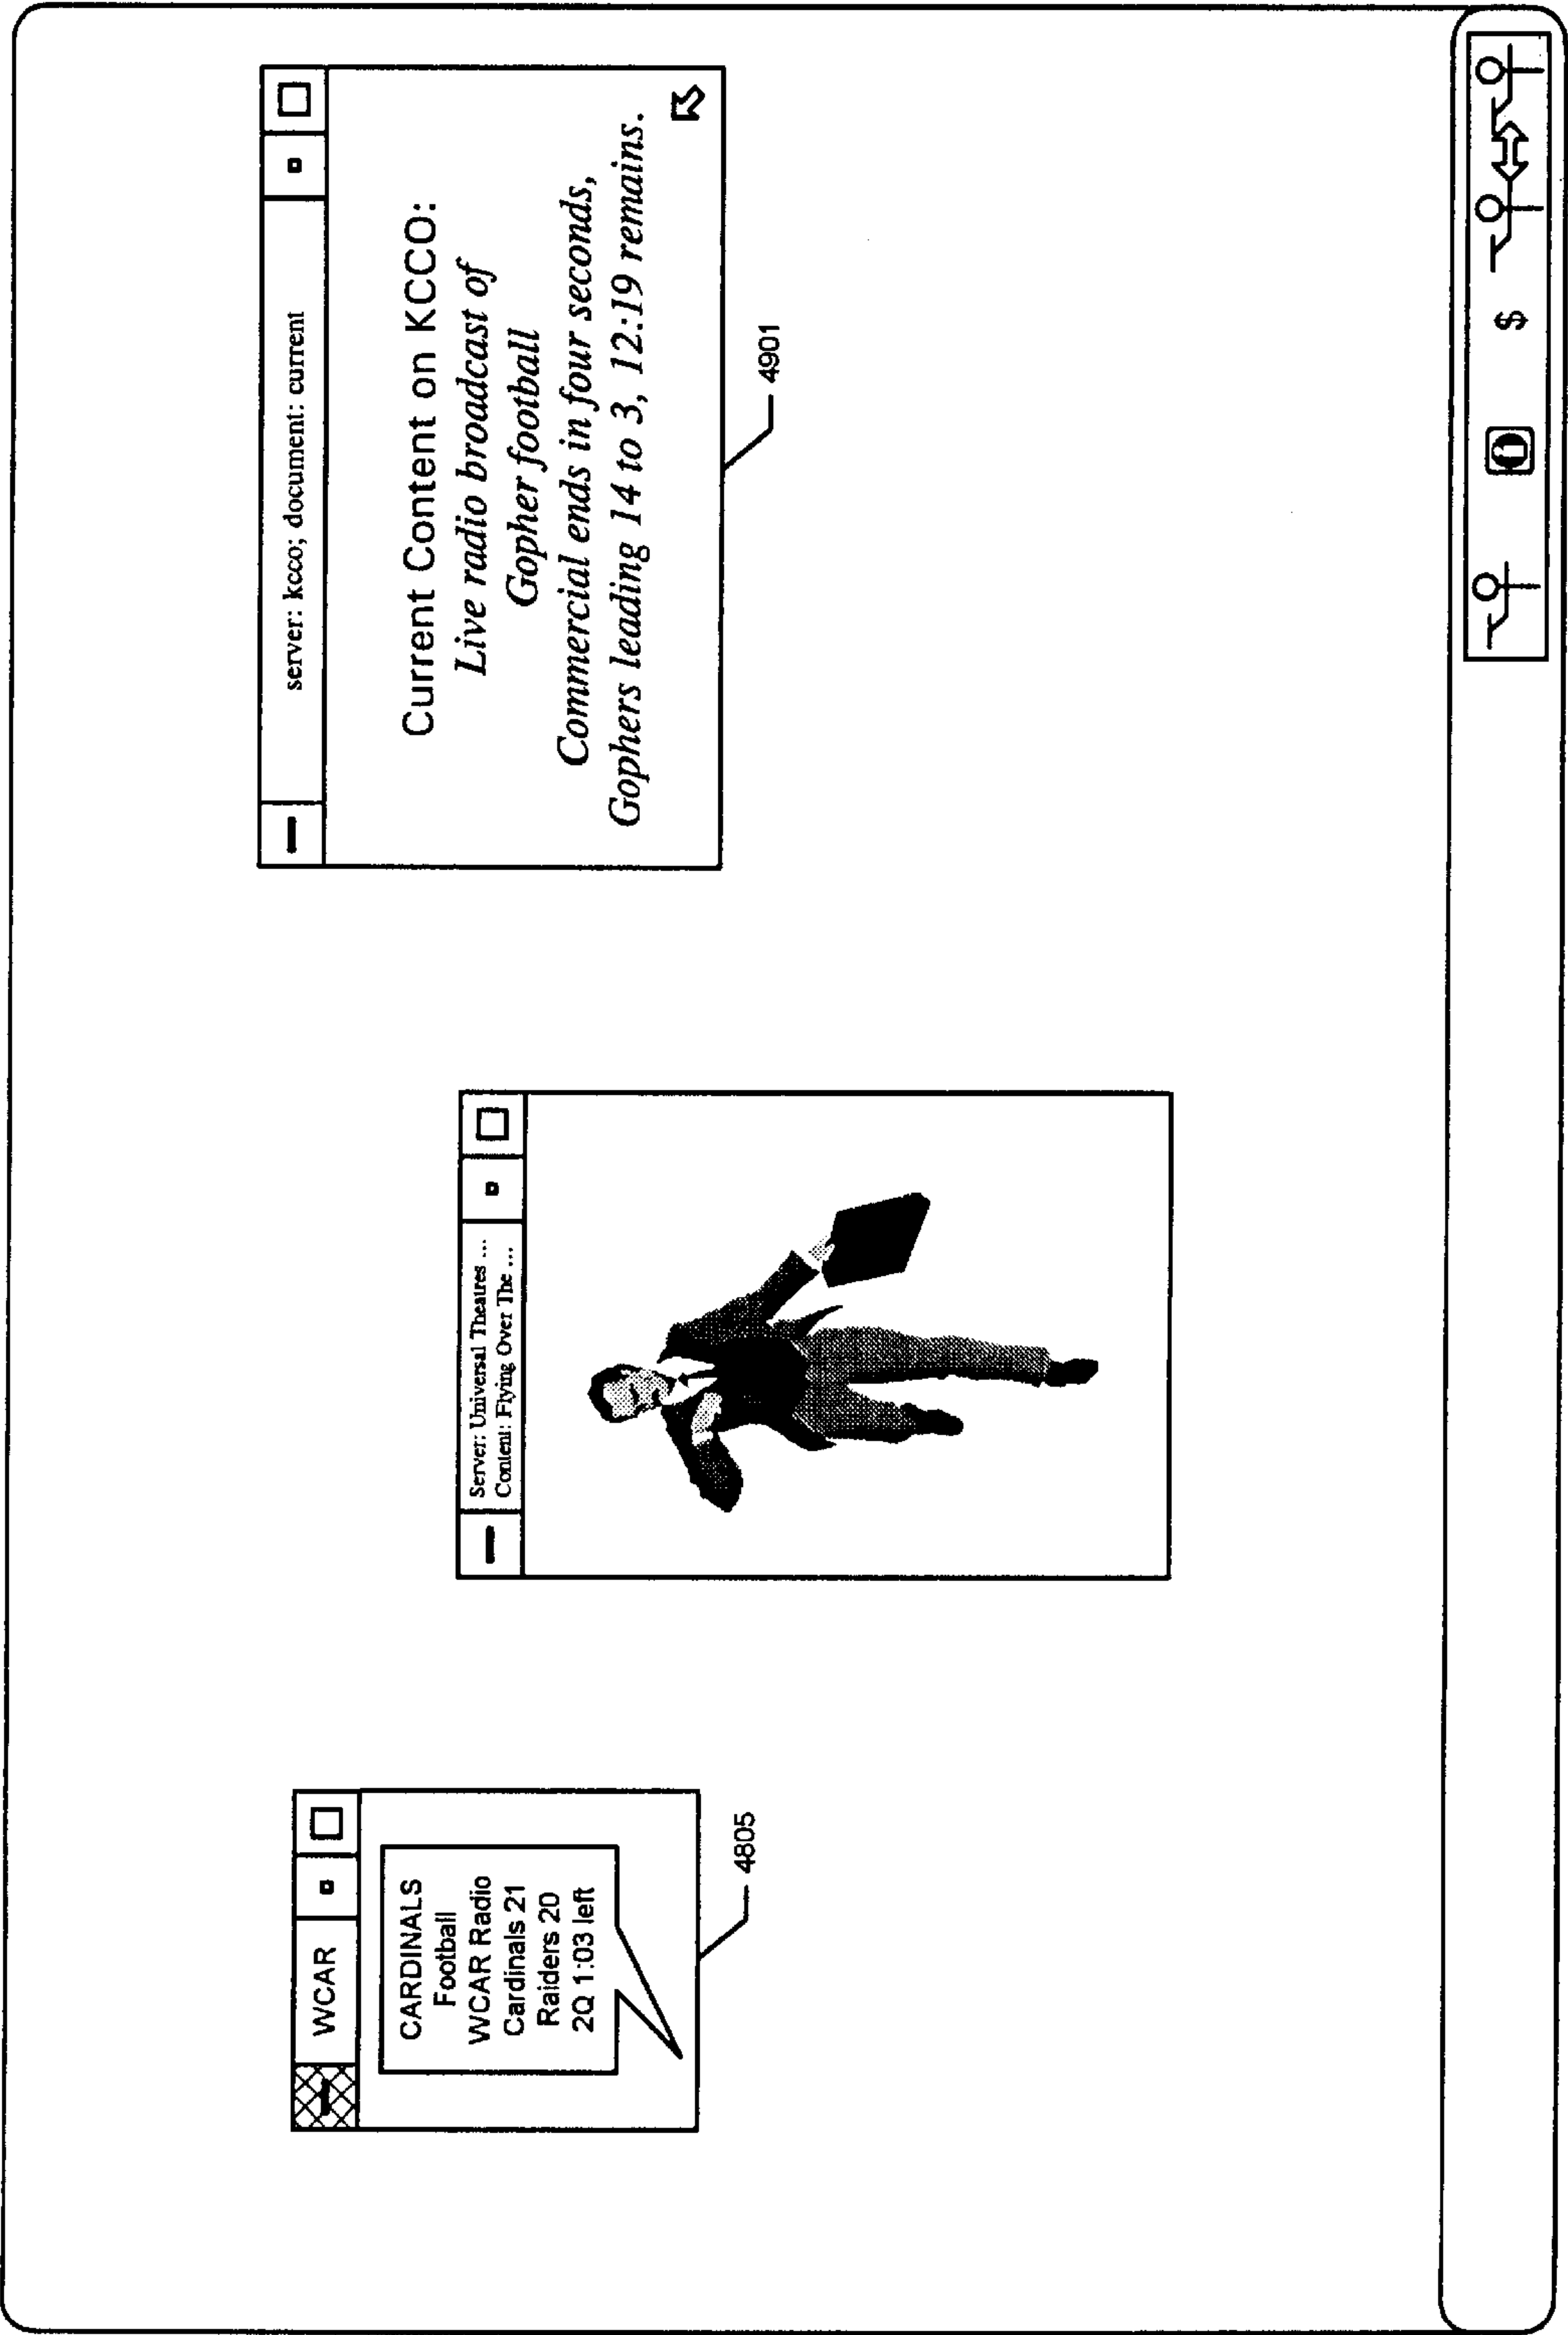 WCAR
CARDINALS
Football
WCAR Radio
Cardinals 21
Raiders 20
2Q 1:03 left
4805
Server: Universal Theatres ...
Content: Flying Over The ...
server: kcco; document: current
Current Content on KCCO:
Live radio broadcast of
Gopher football
Commercial ends in four seconds,
Gophers leading 14 to 3, 12:19 remains.
4901
i $